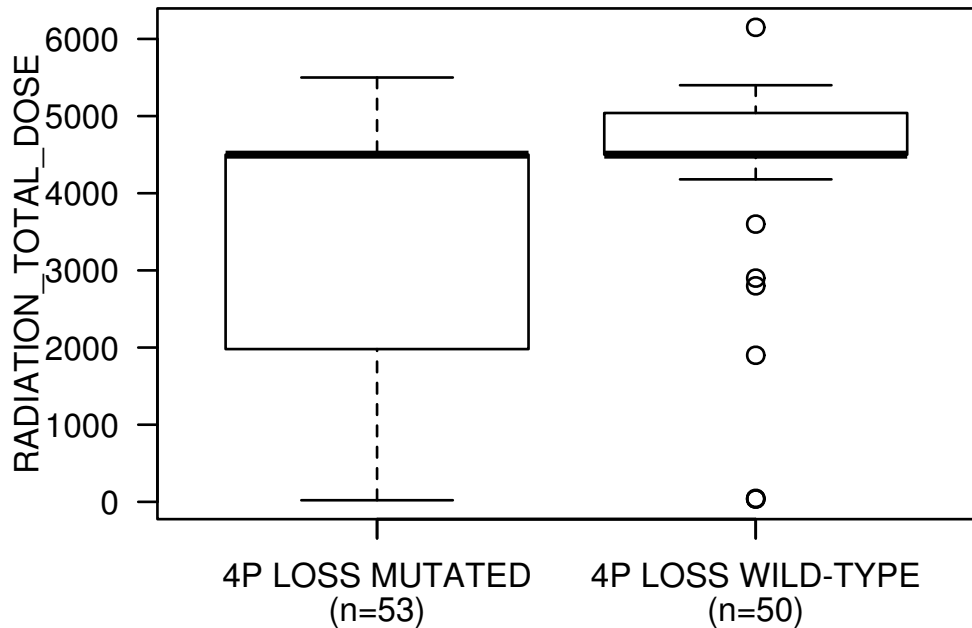 RADIATION_TOTAL_DOSE
6000
5000
4000
3000
2000
1000
0
4P LOSS MUTATED
(n=53)
4P LOSS WILD-TYPE
(n=50)